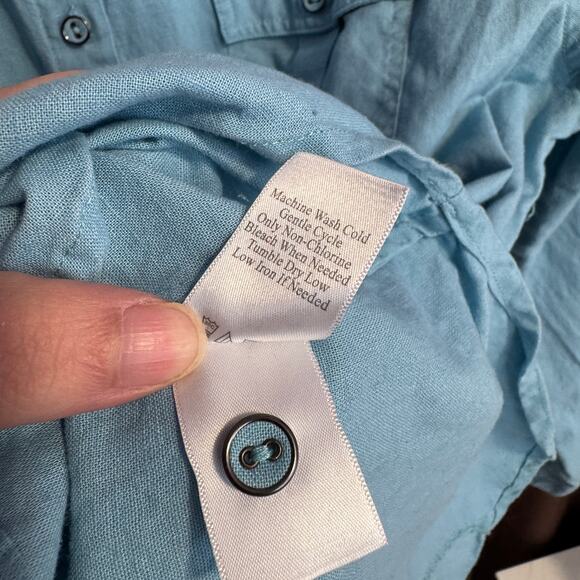 Machine Wash Cold
Gentle Cycle
Only Non-Chlorine
Bleach When Needed
Tumble Dry Low
Low Iron If Needed